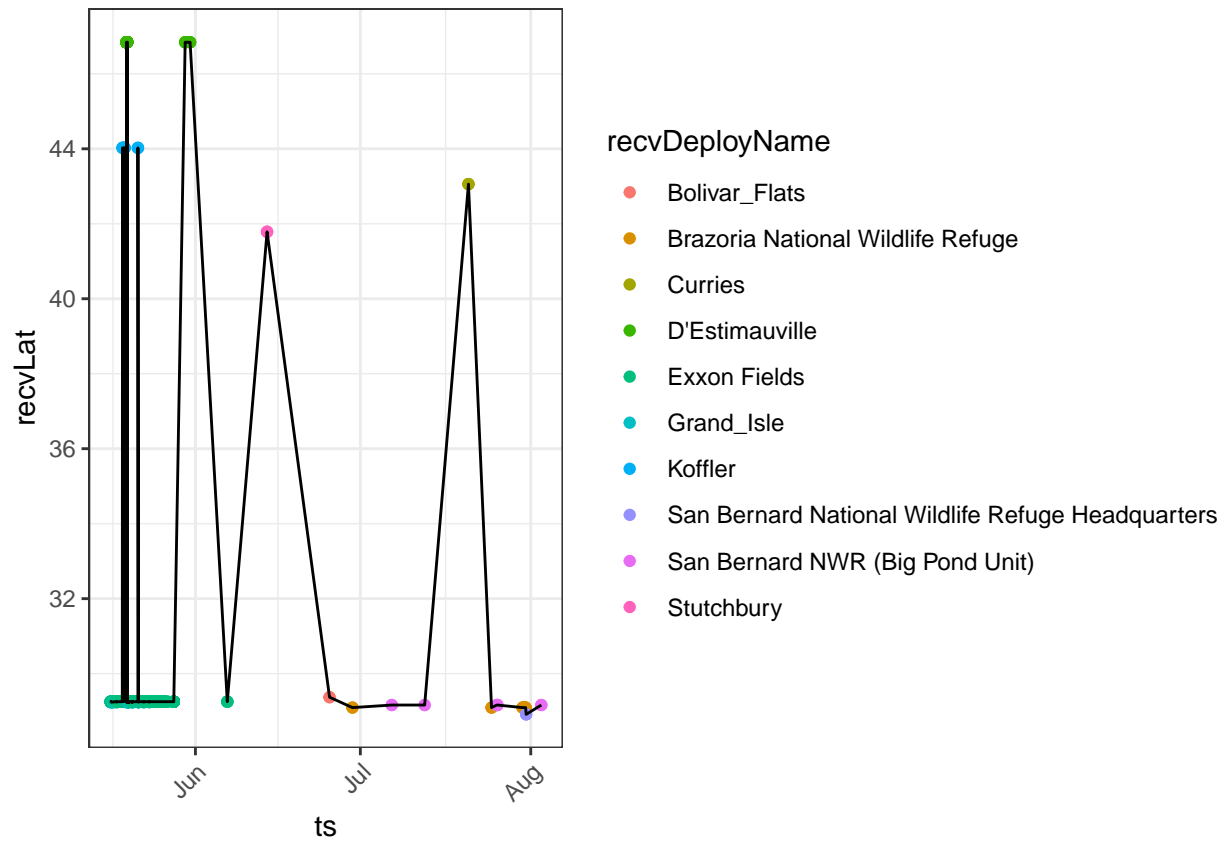 44
40
36
32
recvLat
Jun
Jul
Aug
ts
recvDeployName
Bolivar_Flats
Brazoria National Wildlife Refuge
Curries
D'Estimauville
Exxon Fields
Grand_Isle
Koffler
San Bernard National Wildlife Refuge Headquarters
San Bernard NWR (Big Pond Unit)
Stutchbury